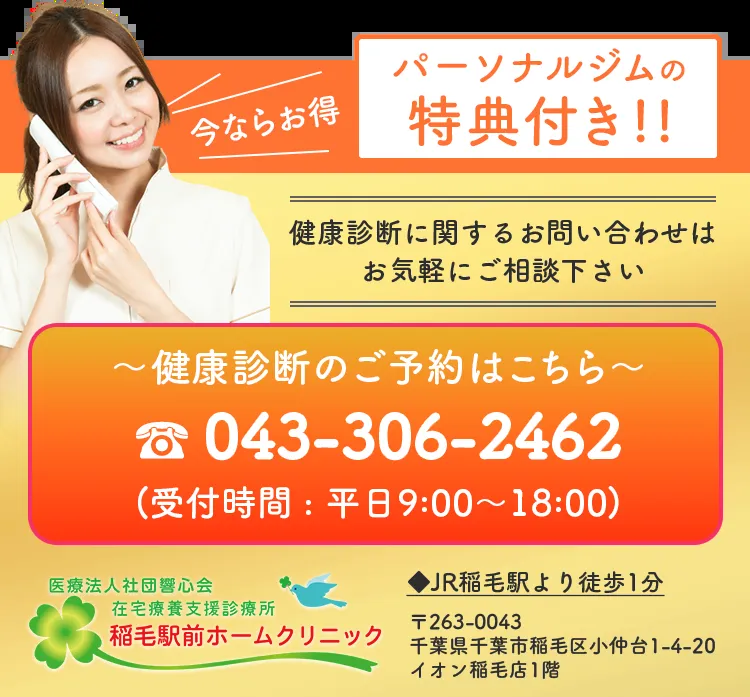 今ならお得
パーソナルジムの
特典付き!!
健康診断に関するお問い合わせは
お気軽にご相談下さい
～健康診断のご予約はこちら～
☎ 043-306-2462
(受付時間：平日9:00～18:00)
医療法人社団響心会
在宅療養支援診療所
稲毛駅前ホームクリニック
◆JR稲毛駅より徒歩1分
〒263-0043
千葉県千葉市稲毛区小仲台1-4-20
イオン稲毛店1階